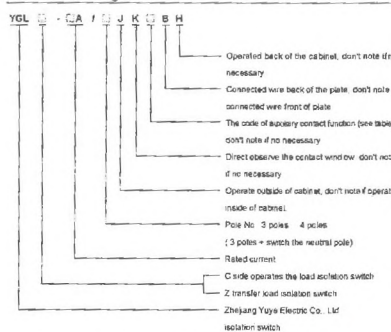 YGL □ - □A / □ J K □ B H
Operated back of the cabinet, don't note if
necessary
Connected wire back of the plate, don't note
connected wire front of plate
The code of auxiliary contact function (see table
don't note if no necessary
Direct observe the contact window don't not
if no necessary
Operate outside of cabinet, don't note if operat
inside of cabinet.
Pole No 3 poles 4 poles
( 3 poles + switch the neutral pole)
Rated current
C side operates the load isolation switch
Z transfer load isolation switch
Zhejiang Yuye Electric Co., Ltd
isolation switch